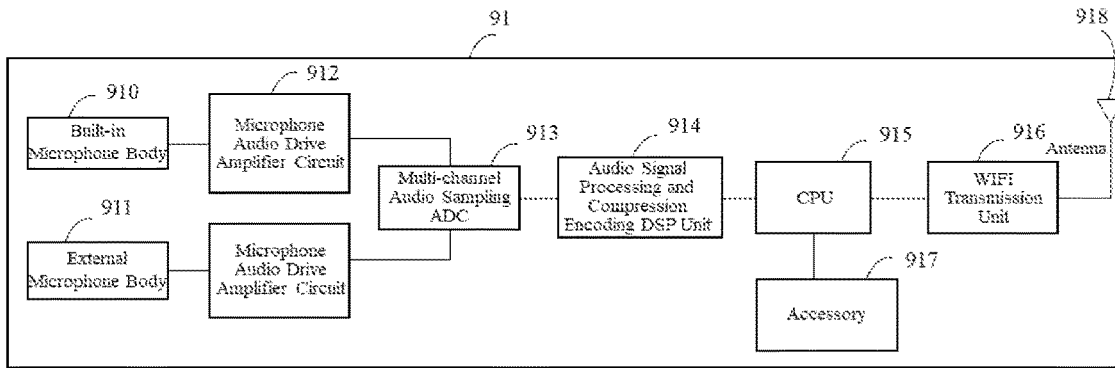 91
918
910
912
Built-in
Microphone Body
Microphone
Audio Drive
Amplifier Circuit
913
Multi-channel
Audio Sampling
ADC
914
Audio Signal
Processing and
Compression
Encoding DSP Unit
915
CPU
916
WIFI
Transmission
Unit
Antenna
911
External
Microphone Body
Microphone
Audio Drive
Amplifier Circuit
917
Accessory